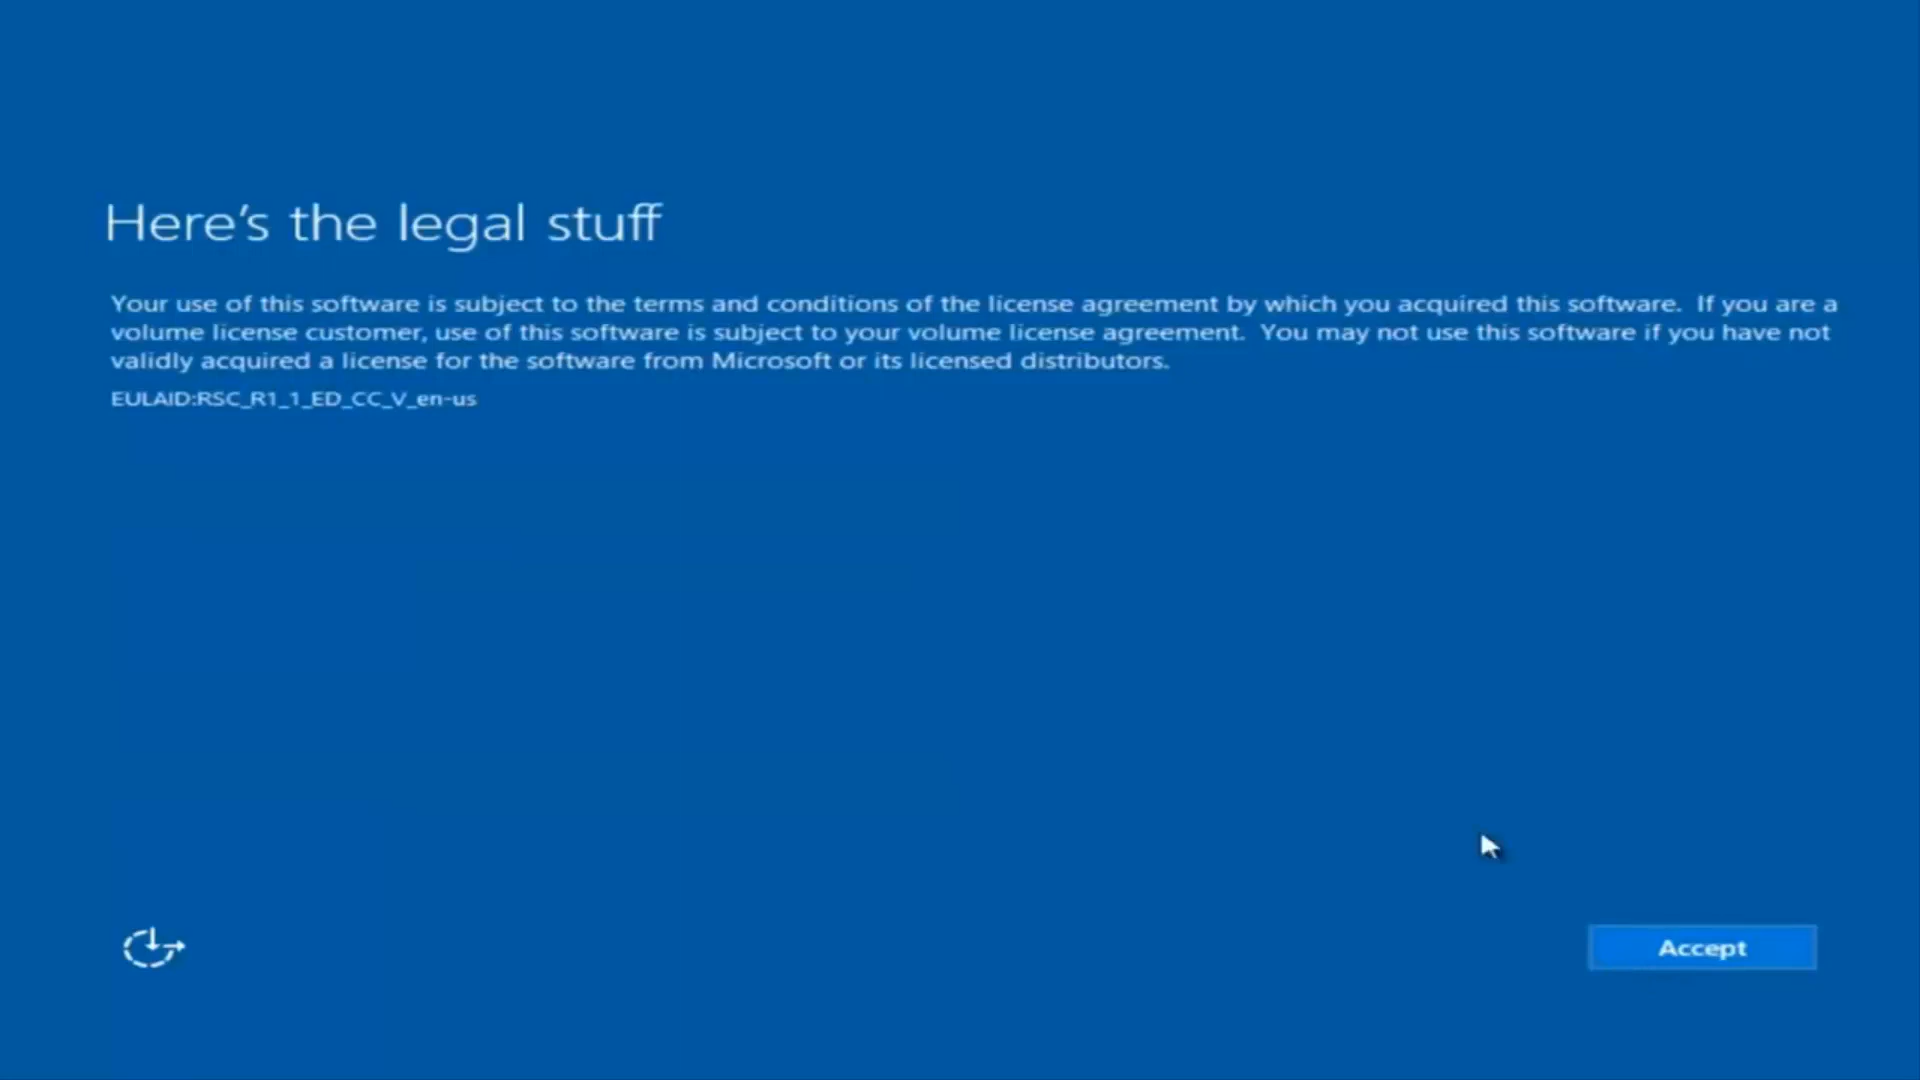 Here’s the legal stuff
Your use of this software is subject to the terms and conditions of the license agreement by which you acquired this software.  If you are a
volume license customer, use of this software is subject to your volume license agreement.  You may not use this software if you have not
validly acquired a license for the software from Microsoft or its licensed distributors.
EULAID:RSC_R1_1_ED_CC_V_en-us
Accept